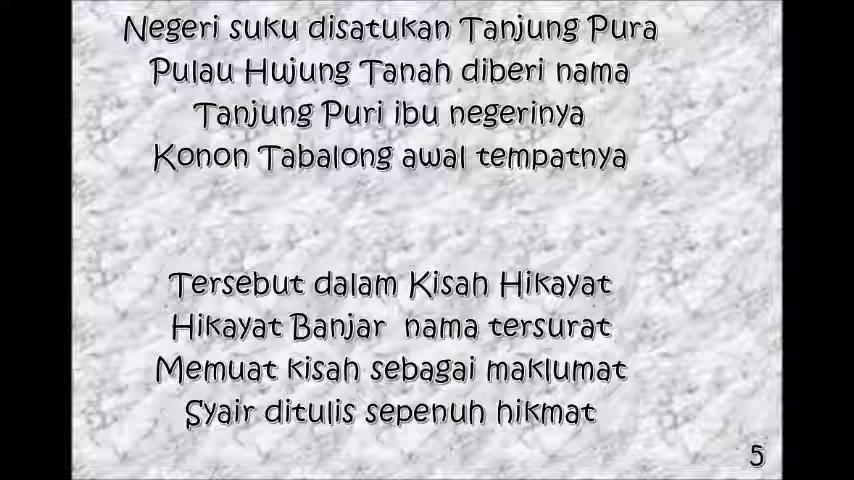 Negeri suku disatukan Tanjung Pura
Pulau Hujung Tanah diberi nama
Tanjung Puri ibu negerinya
Konon Tabalong awal tempatnya
Tersebut dalam Kisah Hikayat
Hikayat Banjar nama tersurat
Memuat kisah sebagai maklumat
Syair ditulis sepenuh hikmat
5